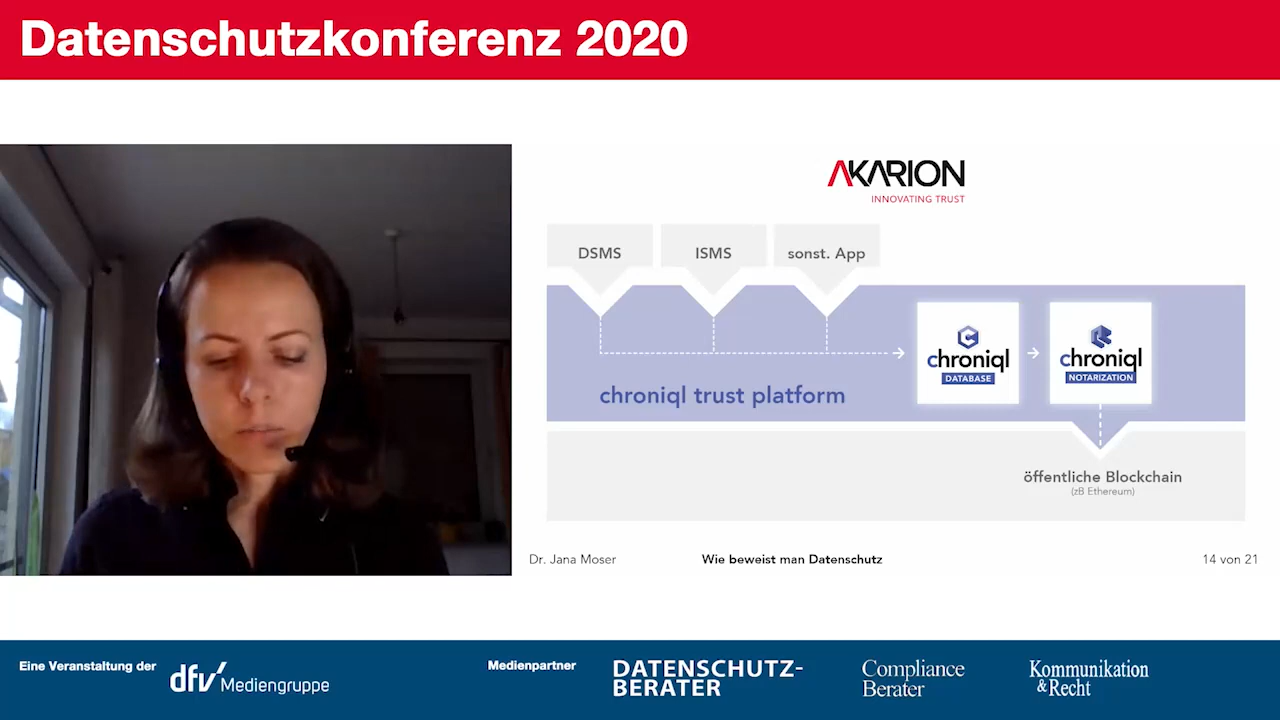 Datenschutzkonferenz 2020
AKARION
INNOVATING TRUST
DSMS
ISMS
sonst. App
chroniql
DATABASE
chroniql
NOTARIZATION
chroniql trust platform
öffentliche Blockchain
(zB Ethereum)
Dr. Jana Moser
Wie beweist man Datenschutz
14 von 21
Eine Veranstaltung der
dfv Mediengruppe
Medienpartner
DATENSCHUTZ-
BERATER
Compliance
Berater
Kommunikation
&Recht